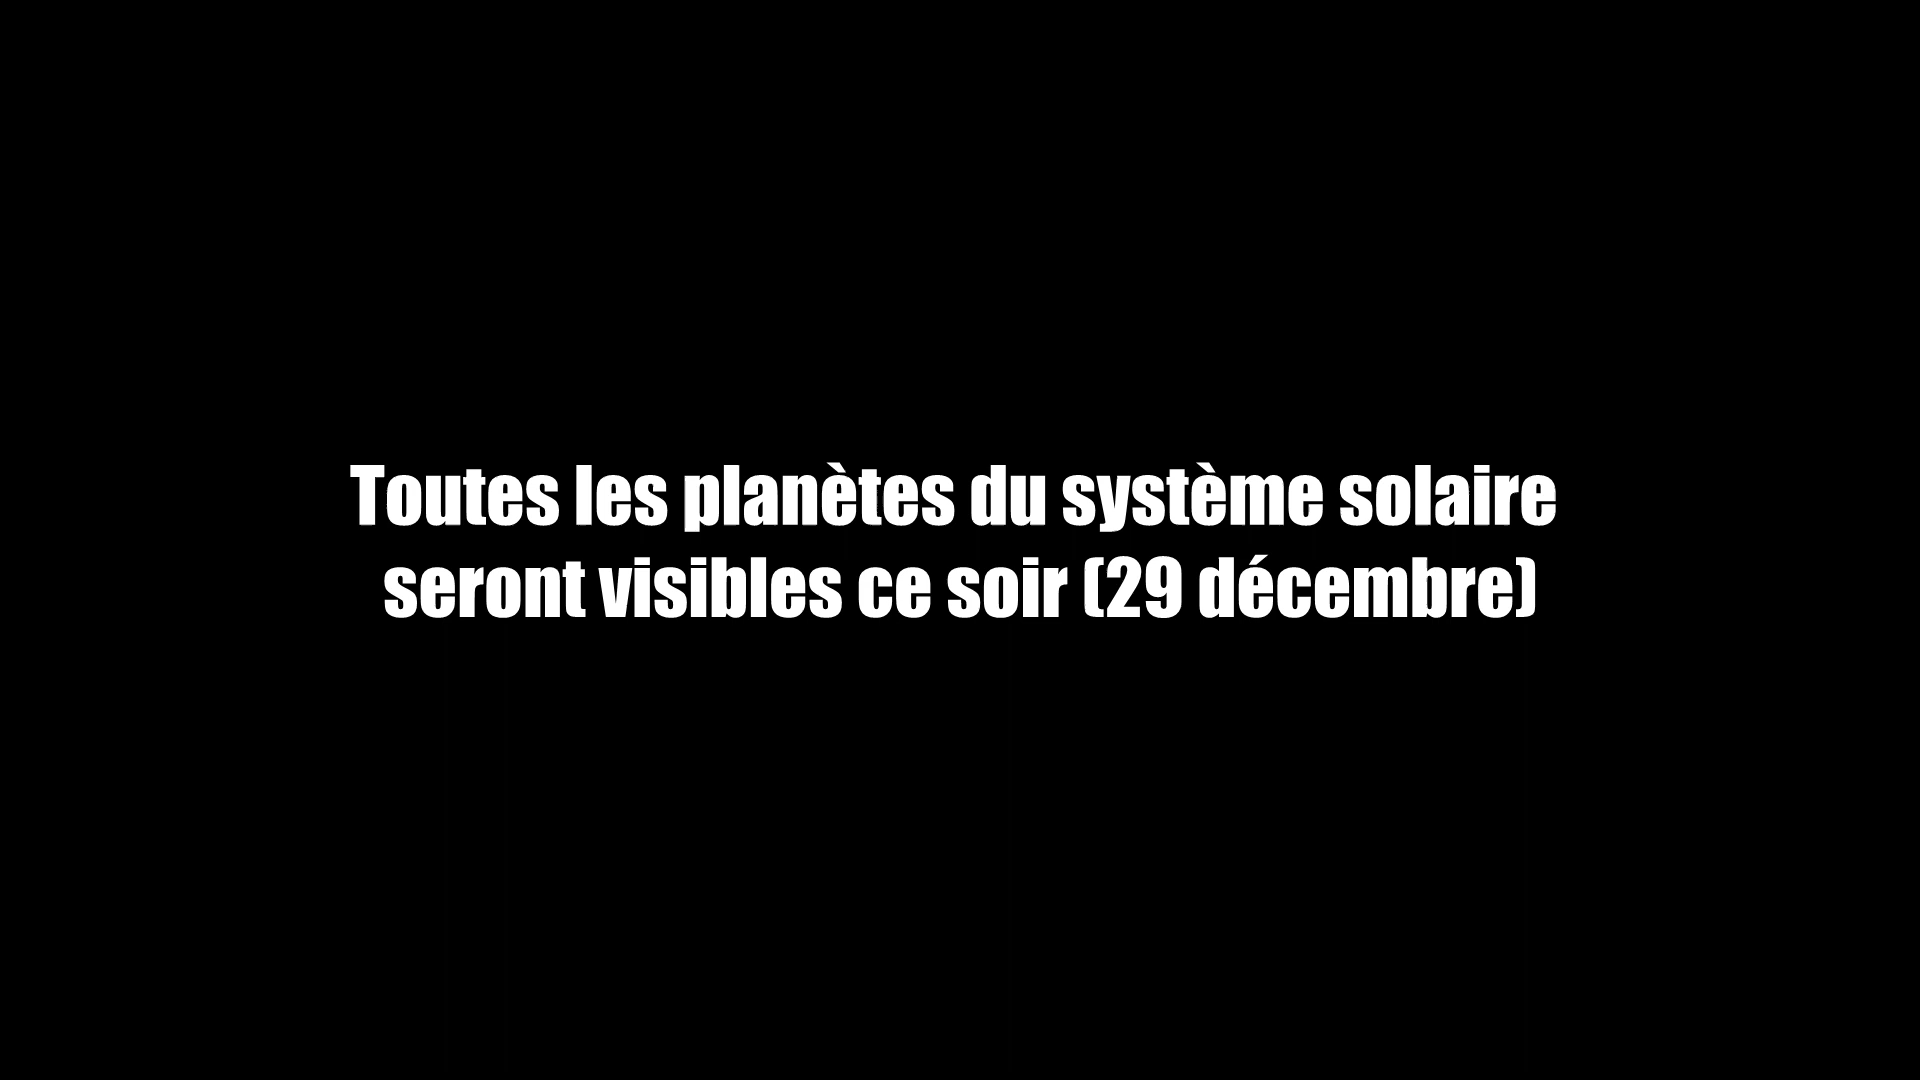 Toutes les planètes du système solaire
seront visibles ce soir (29 décembre)